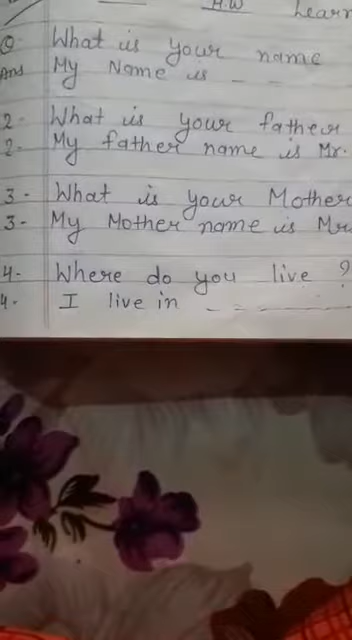 H.W Learn
Q. What is your name
Ans My Name is _ _
2- What is your father
2- My father name is Mr.
3- What is your Mother
3- My Mother name is Mr
4- Where do you live ?
4- I live in _ _ _